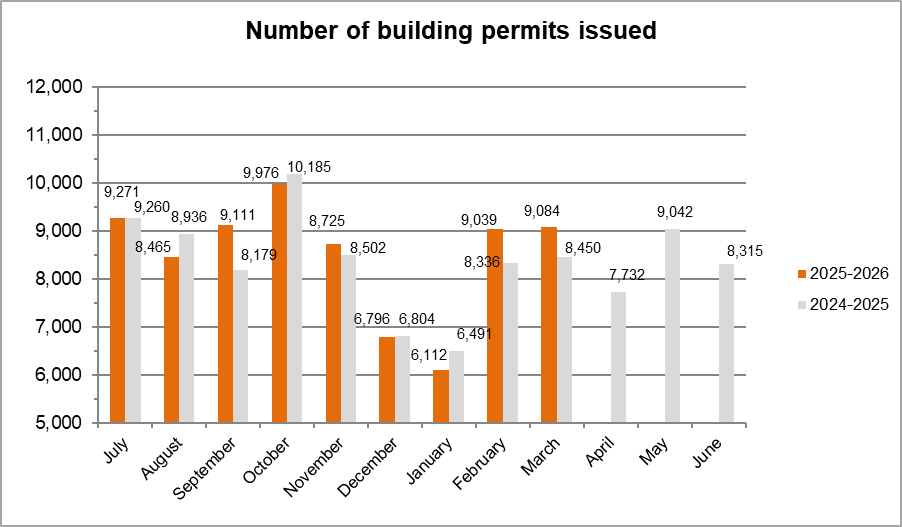 Number of building permits issued
12,000
11,000
10,000
9,000
8,000
7,000
6,000
5,000
9,271
9,260
8,465
8,936
9,111
8,179
9,976
10,185
8,725
8,502
6,796
6,804
6,112
6,491
9,039
8,336
9,084
8,450
7,732
9,042
8,315
July
August
September
October
November
December
January
February
March
April
May
June
2025-2026
2024-2025